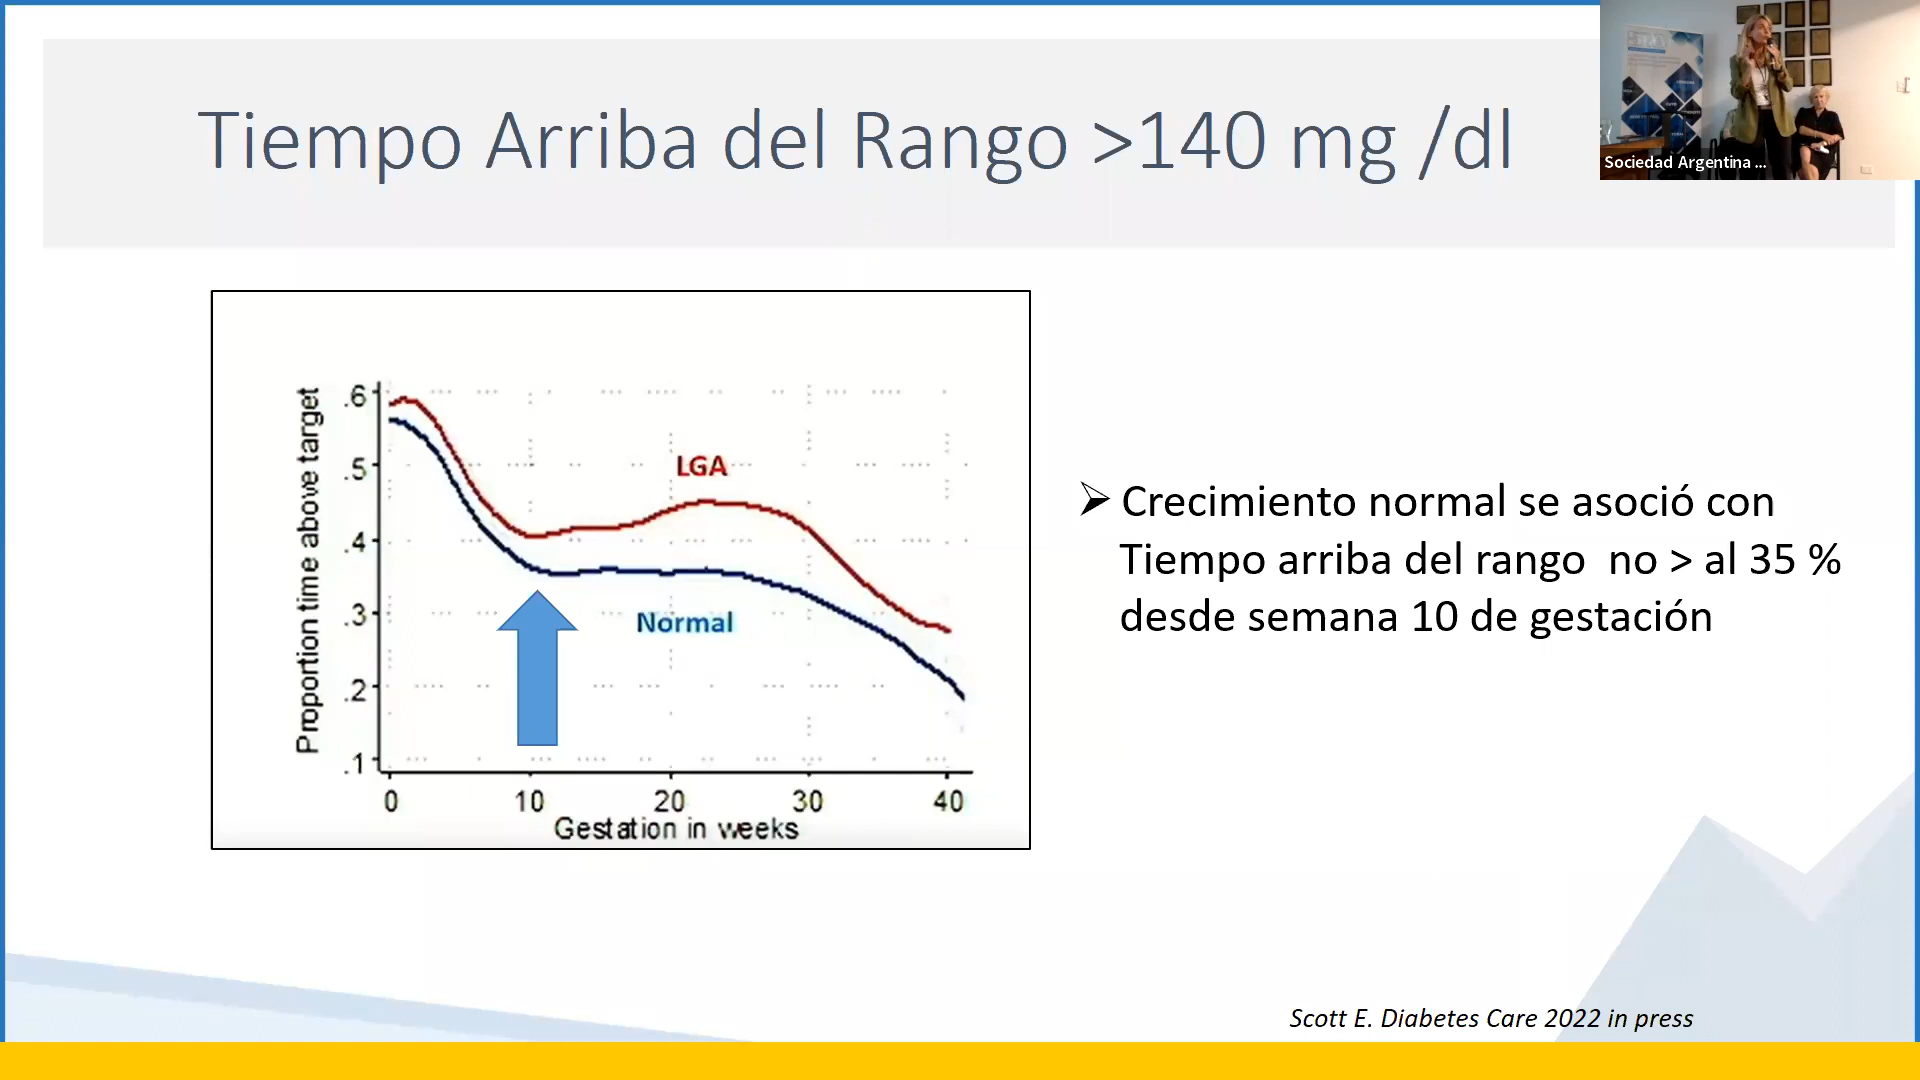 Tiempo Arriba del Rango >140 mg /dl
Sociedad Argentina ...
Proportion time above target
.6
.5
.4
.3
.2
.1
LGA
Normal
0 10 20 30 40
Gestation in weeks
➢ Crecimiento normal se asoció con
Tiempo arriba del rango no > al 35 %
desde semana 10 de gestación
Scott E. Diabetes Care 2022 in press